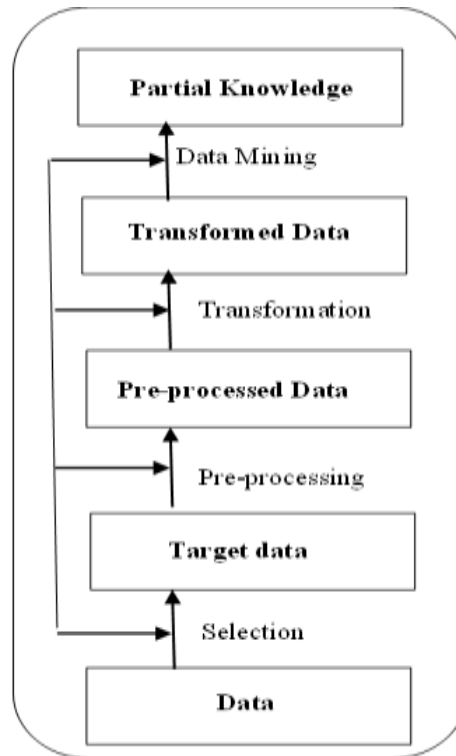 Partial Knowledge
Data Mining
Transformed Data
Transformation
Pre-processed Data
Pre-processing
Target data
Selection
Data